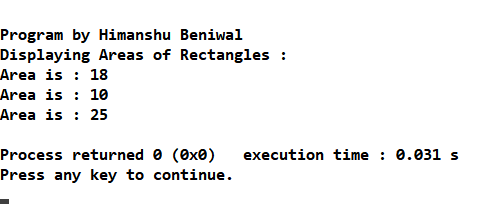 Program by Himanshu Beniwal
Displaying Areas of Rectangles :
Area is : 18
Area is : 10
Area is : 25
Process returned 0 (0x0)   execution time : 0.031 s
Press any key to continue.